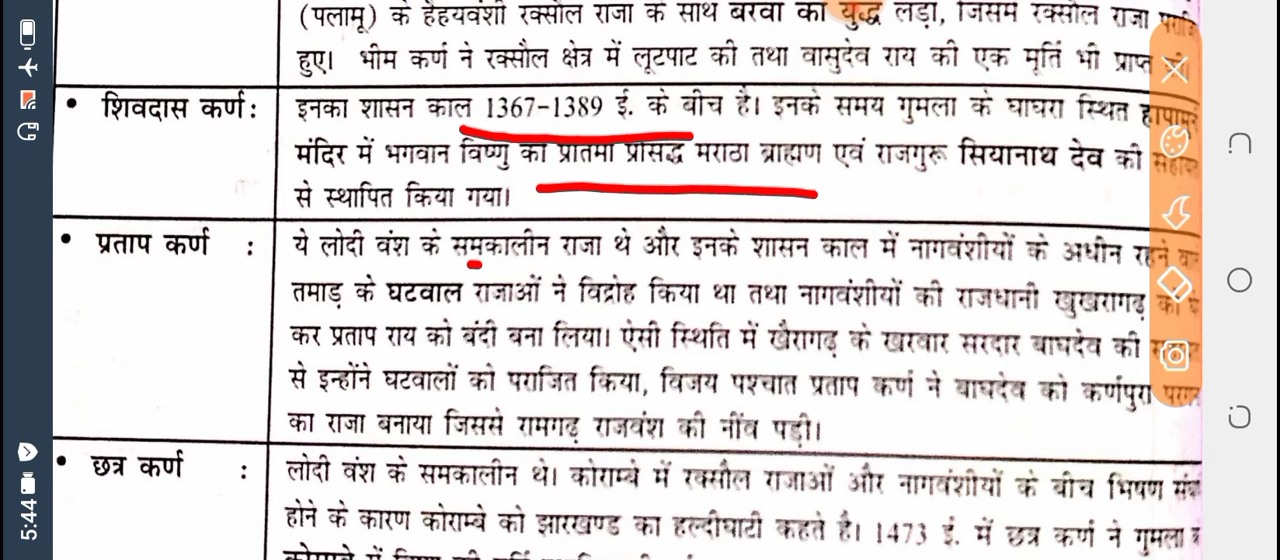 (पलामू) के हैहयवंशी रक्सौल राजा के साथ बरवा का युद्ध लड़ा, जिसमें रक्सौल राजा
हुए। भीम कर्ण ने रक्सौल क्षेत्र में लूटपाट की तथा वासुदेव राय की एक मूर्ति भी प्राप्त
• शिवदास कर्ण: इनका शासन काल 1367-1389 ई. के बीच है। इनके समय गुमला के घाघरा स्थित
मंदिर में भगवान विष्णु की प्रतिमा प्रसिद्ध मराठा ब्राह्मण एवं राजगुरू सियानाथ देव की
से स्थापित किया गया।
• प्रताप कर्ण : ये लोदी वंश के समकालीन राजा थे और इनके शासन काल में नागवंशीयों के अधीन रहने
तमाड़ के घटवाल राजाओं ने विद्रोह किया था तथा नागवंशीयों की राजधानी खुखरागढ़
कर प्रताप राय को बंदी बना लिया। ऐसी स्थिति में खैरागढ़ के खरवार सरदार बाघदेव की
से इन्होंने घटवालों को पराजित किया, विजय पश्चात प्रताप कर्ण ने बाघदेव को कर्णपुरा
का राजा बनाया जिससे रामगढ़ राजवंश की नींव पड़ी।
• छत्र कर्ण : लोदी वंश के समकालीन थे। कोराम्बे में रक्सौल राजाओं और नागवंशीयों के बीच भिषण
होने के कारण कोराम्बे को झारखण्ड का हल्दीघाटी कहते है। 1473 ई. में छत्र कर्ण ने गुमला
5:44